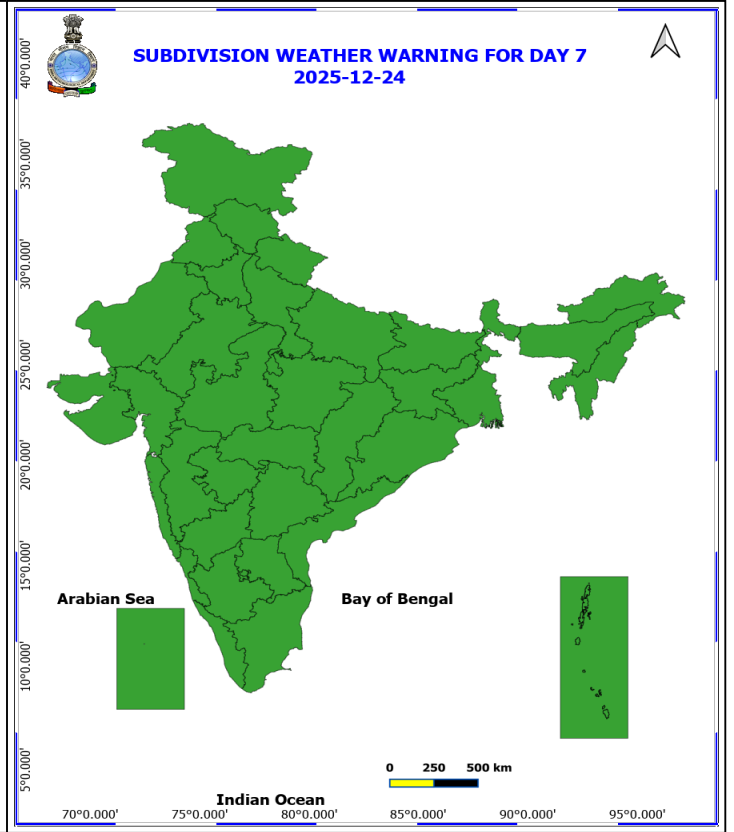 SUBDIVISION WEATHER WARNING FOR DAY 7
2025-12-24
40°0.000'
35°0.000'
30°0.000'
25°0.000'
20°0.000'
15°0.000'
10°0.000'
5°0.000'
Arabian Sea
Bay of Bengal
0 250 500 km
Indian Ocean
70°0.000' 75°0.000' 80°0.000' 85°0.000' 90°0.000' 95°0.000'